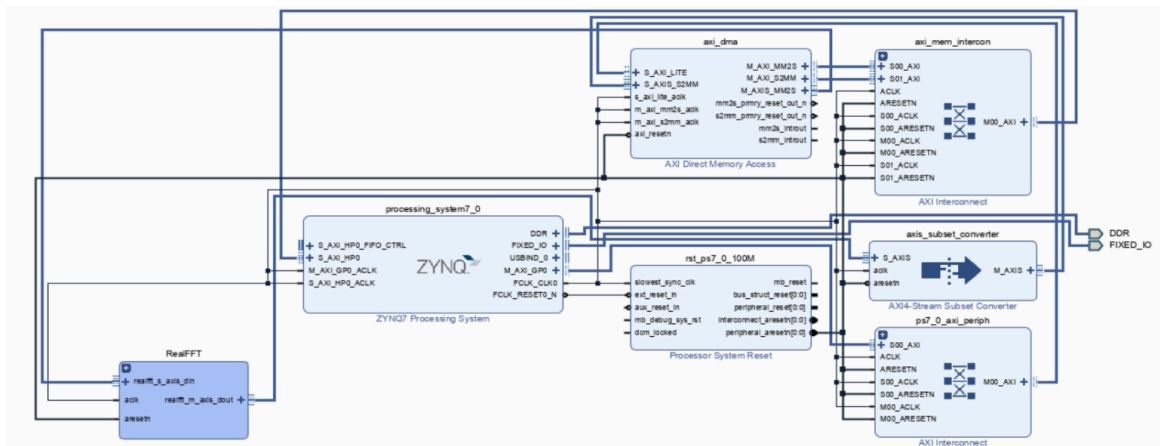 axi_dma
S_AXI_LITE
S_AXIS_S2MM
s_axi_lite_aclk
m_axi_mm2s_aclk
m_axi_s2mm_aclk
axi_resetn
M_AXI_MM2S
M_AXI_S2MM
M_AXIS_MM2S
mm2s_prmry_reset_out_n
s2mm_prmry_reset_out_n
mm2s_introut
s2mm_introut
AXI Direct Memory Access
axi_mem_intercon
S00_AXI
S01_AXI
ACLK
ARESETN
S00_ACLK
S00_ARESETN
M00_ACLK
M00_ARESETN
S01_ACLK
S01_ARESETN
M00_AXI
AXI Interconnect
processing_system7_0
S_AXI_HP0_FIFO_CTRL
S_AXI_HP0
M_AXI_GP0_ACLK
S_AXI_HP0_ACLK
ZYNQ
DDR
FIXED_IO
USBIND_0
M_AXI_GP0
FCLK_CLK0
FCLK_RESET0_N
ZYNQ7 Processing System
rst_ps7_0_100M
slowest_sync_clk
ext_reset_in
aux_reset_in
mb_debug_sys_rst
dcm_locked
mb_reset
bus_struct_reset[0:0]
peripheral_reset[0:0]
interconnect_aresetn[0:0]
peripheral_aresetn[0:0]
Processor System Reset
axis_subset_converter
S_AXIS
aclk
aresetn
M_AXIS
AXI4-Stream Subset Converter
DDR
FIXED_IO
ps7_0_axi_periph
S00_AXI
ACLK
ARESETN
S00_ACLK
S00_ARESETN
M00_ACLK
M00_ARESETN
M00_AXI
AXI Interconnect
RealFFT
realfft_s_axis_din
aclk
aresetn
realfft_m_axis_dout